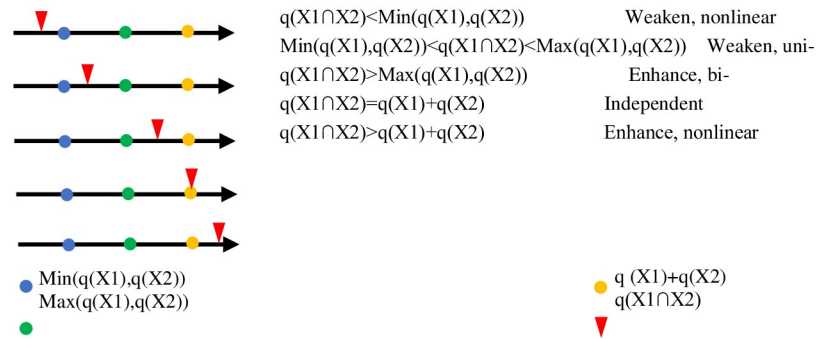 q(X1∩X2)<Min(q(X1),q(X2)) Weaken, nonlinear
Min(q(X1),q(X2))<q(X1∩X2)<Max(q(X1),q(X2)) Weaken, uni-
q(X1∩X2)>Max(q(X1),q(X2)) Enhance, bi-
q(X1∩X2)=q(X1)+q(X2) Independent
q(X1∩X2)>q(X1)+q(X2) Enhance, nonlinear
Min(q(X1),q(X2)) q (X1)+q(X2)
Max(q(X1),q(X2)) q(X1∩X2)